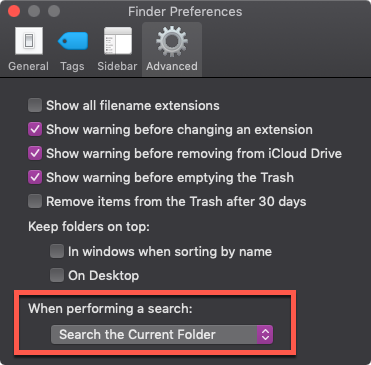 Finder Preferences
General Tags Sidebar Advanced
Show all filename extensions
Show warning before changing an extension
Show warning before removing from iCloud Drive
Show warning before emptying the Trash
Remove items from the Trash after 30 days
Keep folders on top:
In windows when sorting by name
On Desktop
When performing a search:
Search the Current Folder